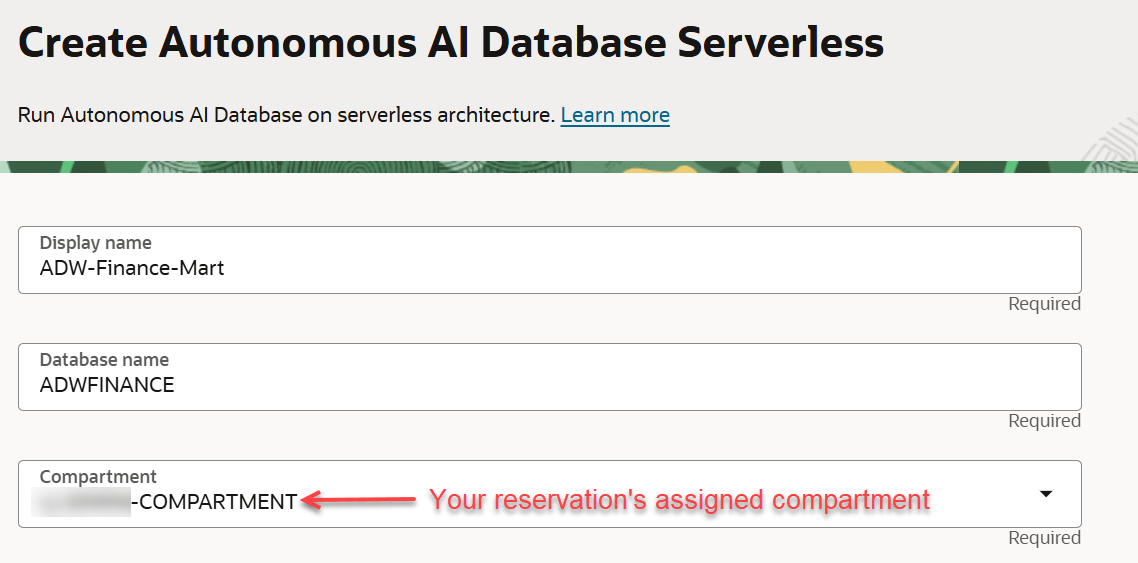 Create Autonomous AI Database Serverless
Run Autonomous AI Database on serverless architecture. Learn more
Display name
ADW-Finance-Mart
Required
Database name
ADWFINANCE
Required
Compartment
-COMPARTMENT Your reservation's assigned compartment
Required